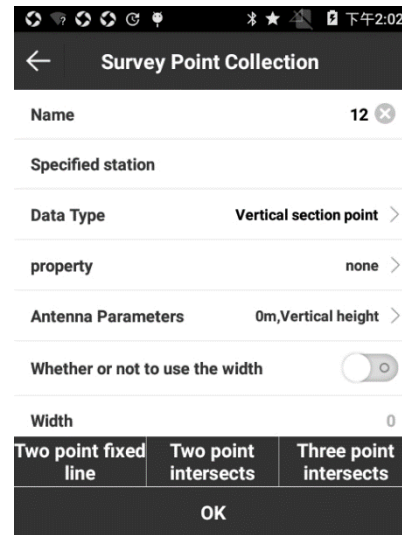 下午2:02
Survey Point Collection
Name 12
Specified station
Data Type Vertical section point
property none
Antenna Parameters 0m,Vertical height
Whether or not to use the width
Width 0
Two point fixed line Two point intersects Three point intersects
OK